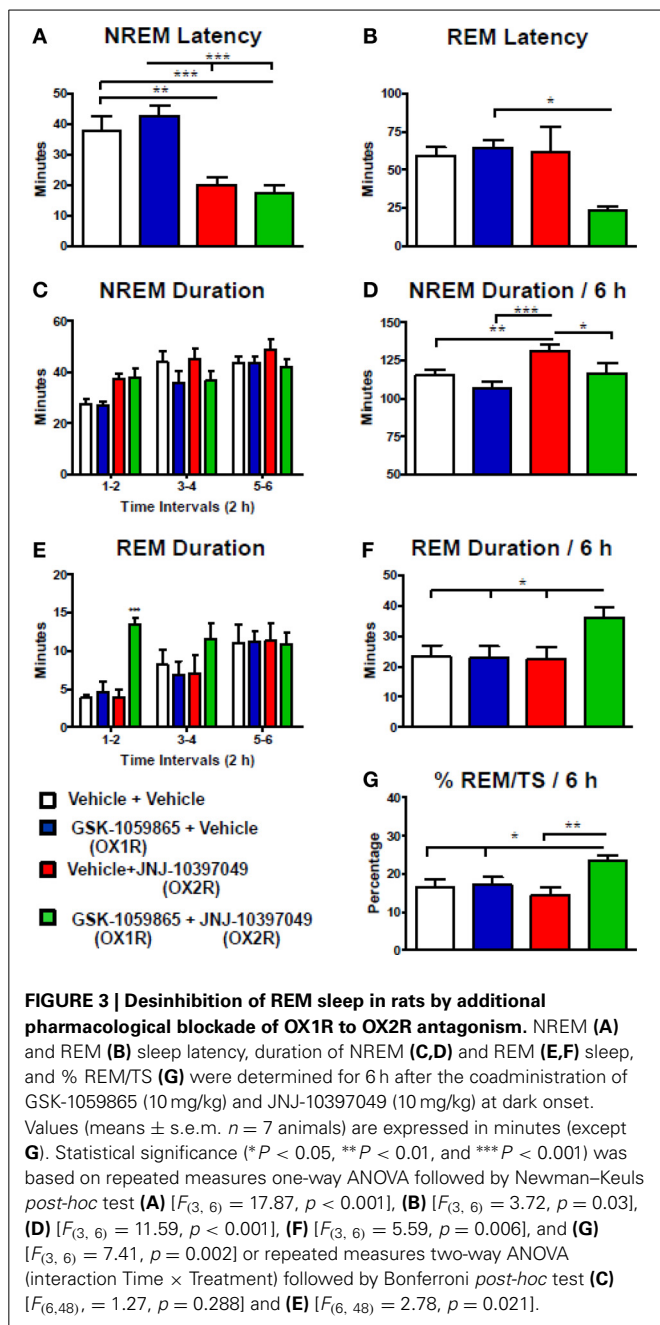 A
NREM Latency
***
***
**
Minutes
50
40
30
20
10
0
B
REM Latency
*
Minutes
100
75
50
25
0
C
NREM Duration
Minutes
60
40
20
0
1-2
3-4
5-6
Time Intervals (2 h)
D
NREM Duration / 6 h
***
**
*
Minutes
150
125
100
75
50
E
REM Duration
***
Minutes
20
15
10
5
0
1-2
3-4
5-6
Time Intervals (2 h)
F
REM Duration / 6 h
*
Minutes
50
40
30
20
10
0
Vehicle + Vehicle
GSK-1059865 + Vehicle
(OX1R)
Vehicle+JNJ-10397049
(OX2R)
GSK-1059865 + JNJ-10397049
(OX1R) (OX2R)
G
% REM/TS / 6 h
*
**
Percentage
40
30
20
10
0
FIGURE 3 | Desinhibition of REM sleep in rats by additional
pharmacological blockade of OX1R to OX2R antagonism. NREM (A)
and REM (B) sleep latency, duration of NREM (C,D) and REM (E,F) sleep,
and % REM/TS (G) were determined for 6 h after the coadministration of
GSK-1059865 (10 mg/kg) and JNJ-10397049 (10 mg/kg) at dark onset.
Values (means ± s.e.m. n = 7 animals) are expressed in minutes (except
G). Statistical significance (*P < 0.05, **P < 0.01, and ***P < 0.001) was
based on repeated measures one-way ANOVA followed by Newman–Keuls
post-hoc test (A) [F(3, 6) = 17.87, p < 0.001], (B) [F(3, 6) = 3.72, p = 0.03],
(D) [F(3, 6) = 11.59, p < 0.001], (F) [F(3, 6) = 5.59, p = 0.006], and (G)
[F(3, 6) = 7.41, p = 0.002] or repeated measures two-way ANOVA
(interaction Time × Treatment) followed by Bonferroni post-hoc test (C)
[F(6,48), = 1.27, p = 0.288] and (E) [F(6, 48) = 2.78, p = 0.021].